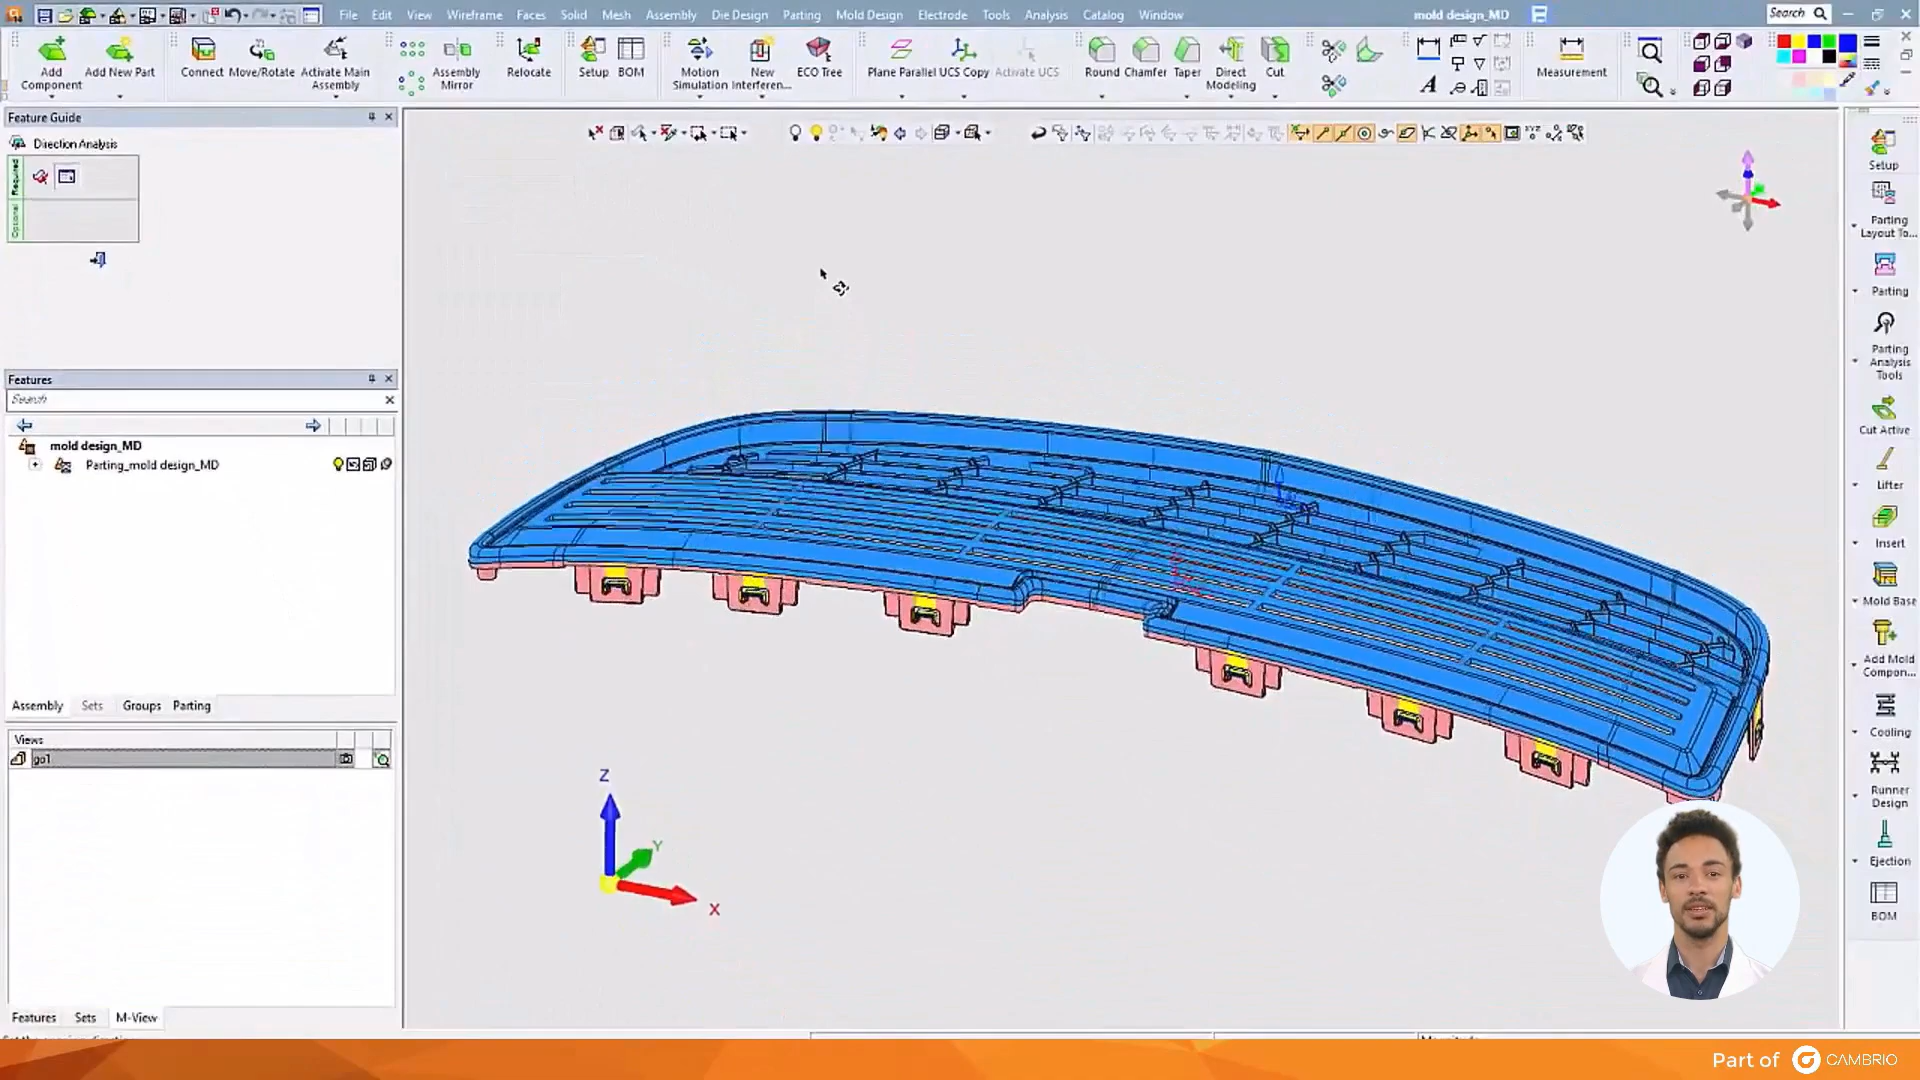 File Edit View Wireframe Faces Solid Mesh Assembly Die Design Parting Mold Design Electrode Tools Analysis Catalog Window
mold design_MD
Search
Add Component
Add New Part
Connect
Move/Rotate
Activate Main Assembly
Assembly Mirror
Relocate
Setup
BOM
Motion Simulation
New Interferen...
ECO Tree
Plane Parallel
UCS Copy
Activate UCS
Round
Chamfer
Taper
Direct Modeling
Cut
A
Measurement
Feature Guide
Direction Analysis
Required
Optional
Features
Search
mold design_MD
Parting_mold design_MD
Assembly Sets Groups Parting
Views
go1
Features Sets M-View
Z
Y
X
Setup
Parting Layout To...
Parting
Parting Analysis Tools
Cut Active
Lifter
Insert
Mold Base
Add Mold Compon...
Cooling
Runner Design
Ejection
BOM
Part of CAMBRIO